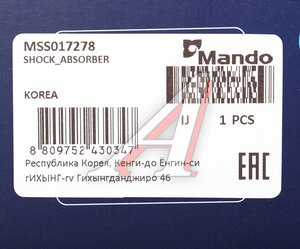 MSS017278
SHOCK_ABSORBER
Mando
KOREA
IJ 1 PCS
8 809752 430347
Республика Корея, Кенги-до Ёнгин-си
гИХЫНГ-гv Гихынгданджиро 46
EAC